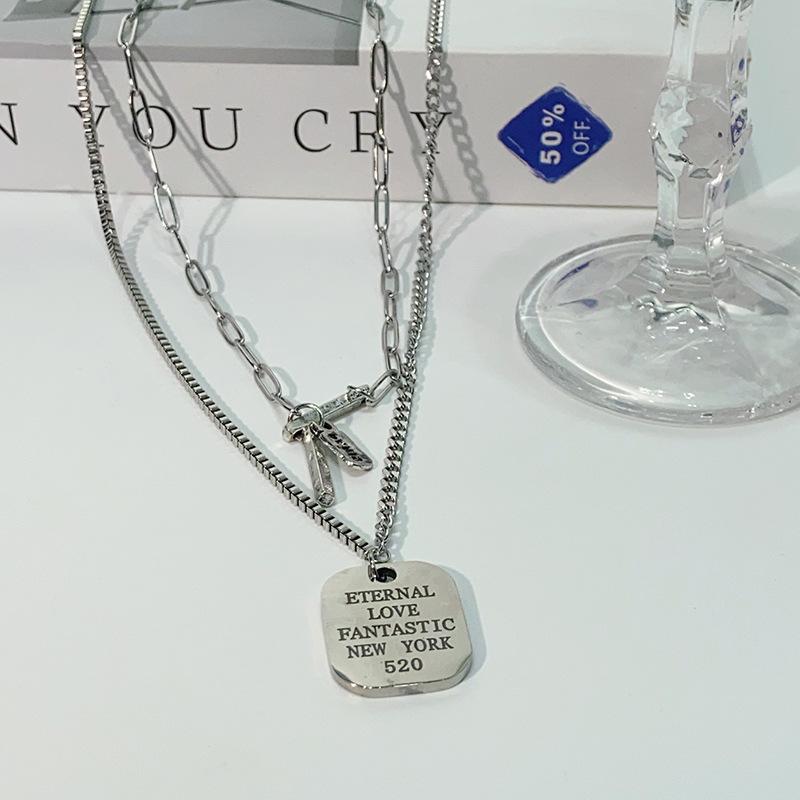 N YOU CRY
50%
OFF
ETERNAL
LOVE
FANTASTIC
NEW YORK
520